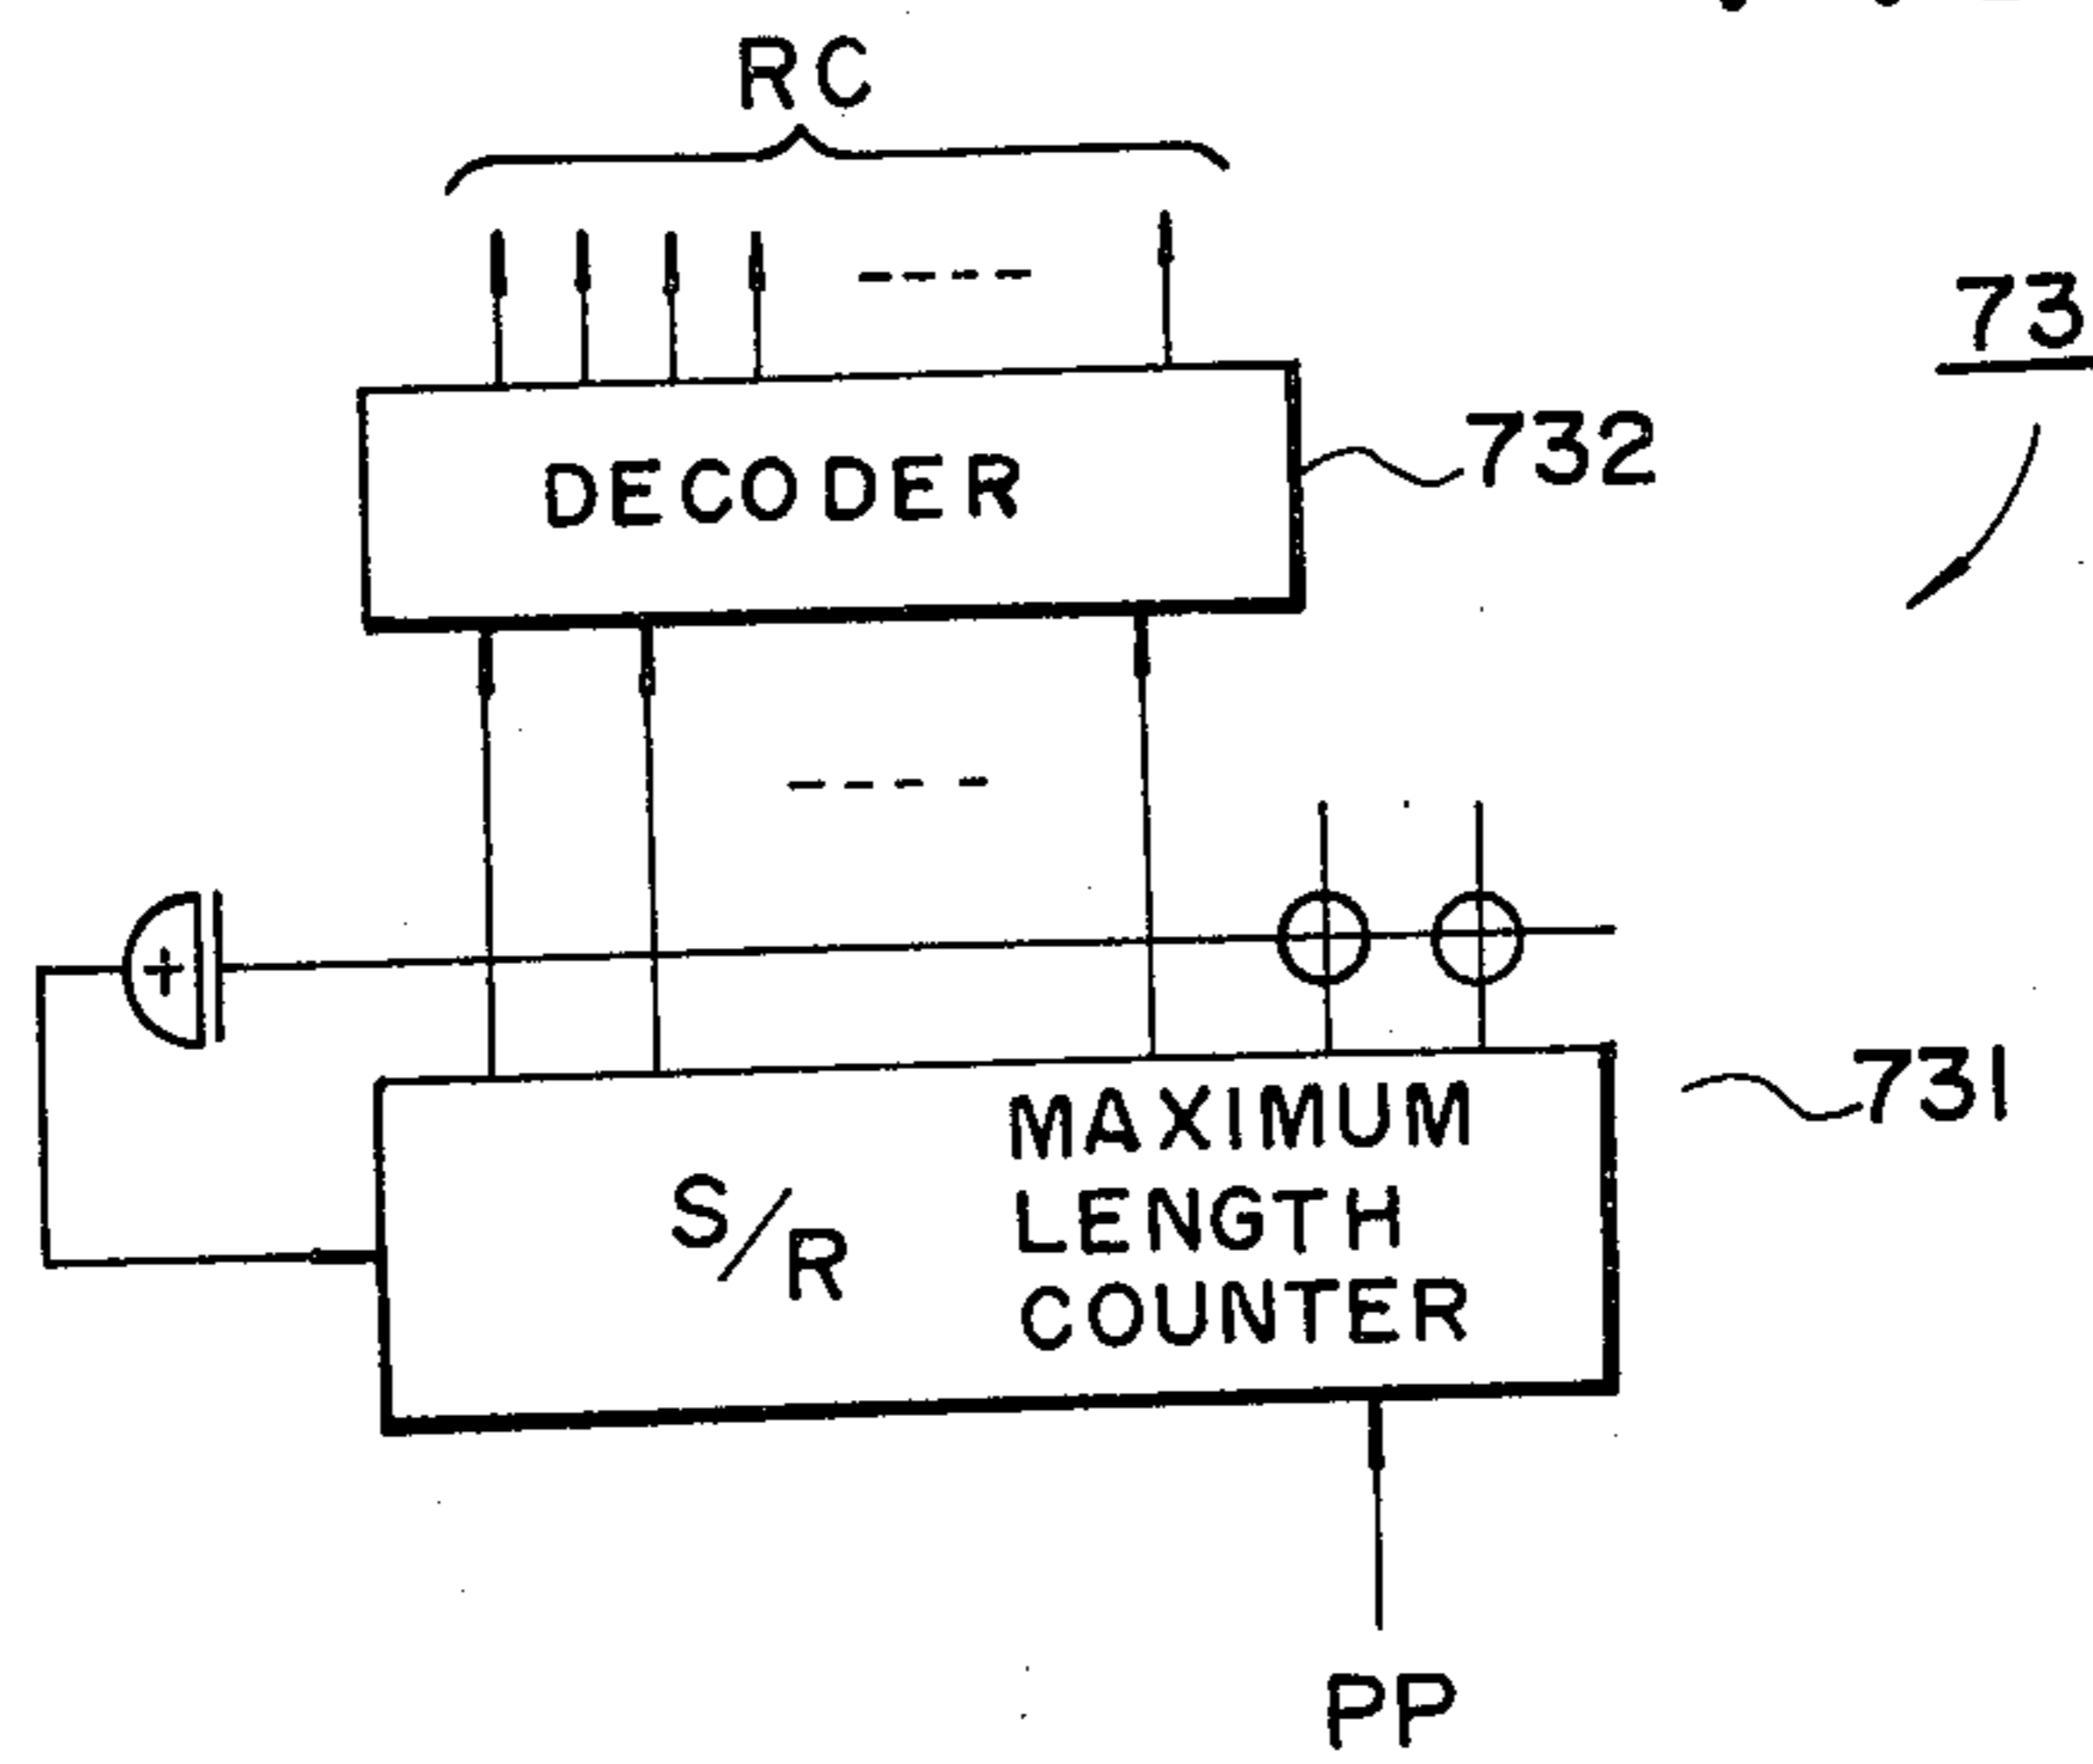 RC
73
DECODER
732
+
731
S/R
MAXIMUM
LENGTH
COUNTER
PP